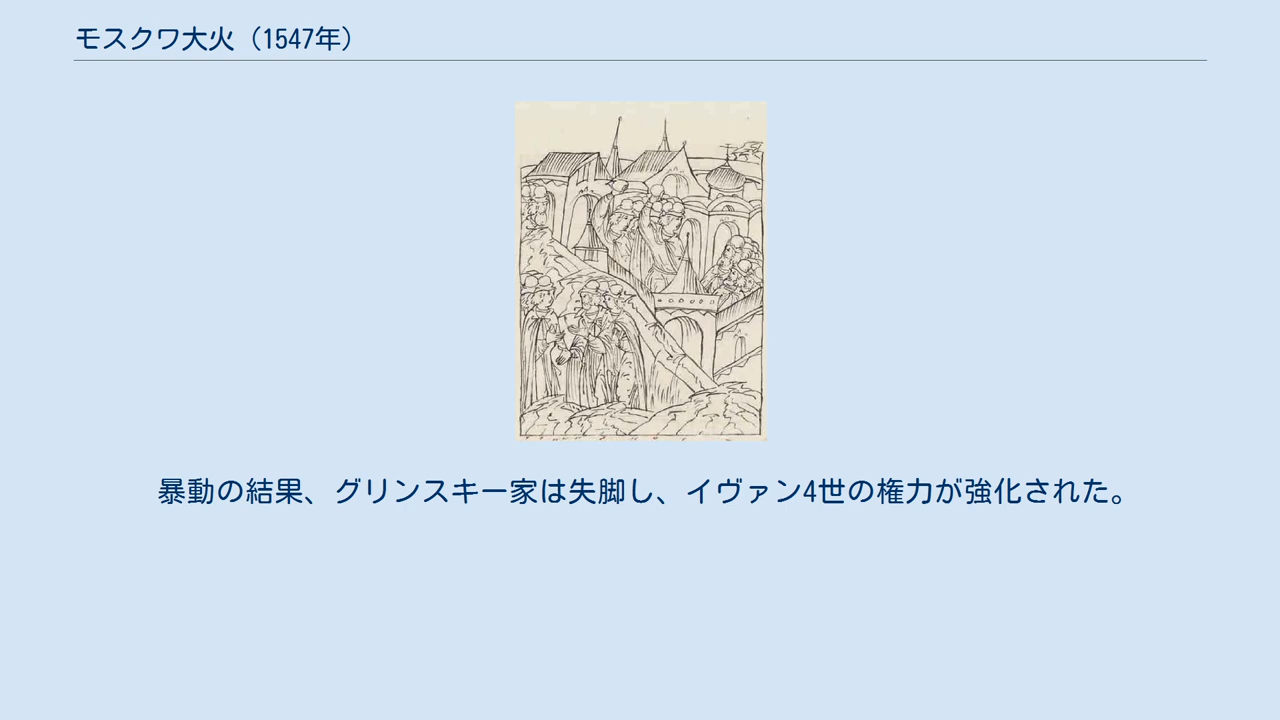 モスクワ大火（1547年）
暴動の結果、グリンスキー家は失脚し、イヴァン4世の権力が強化された。